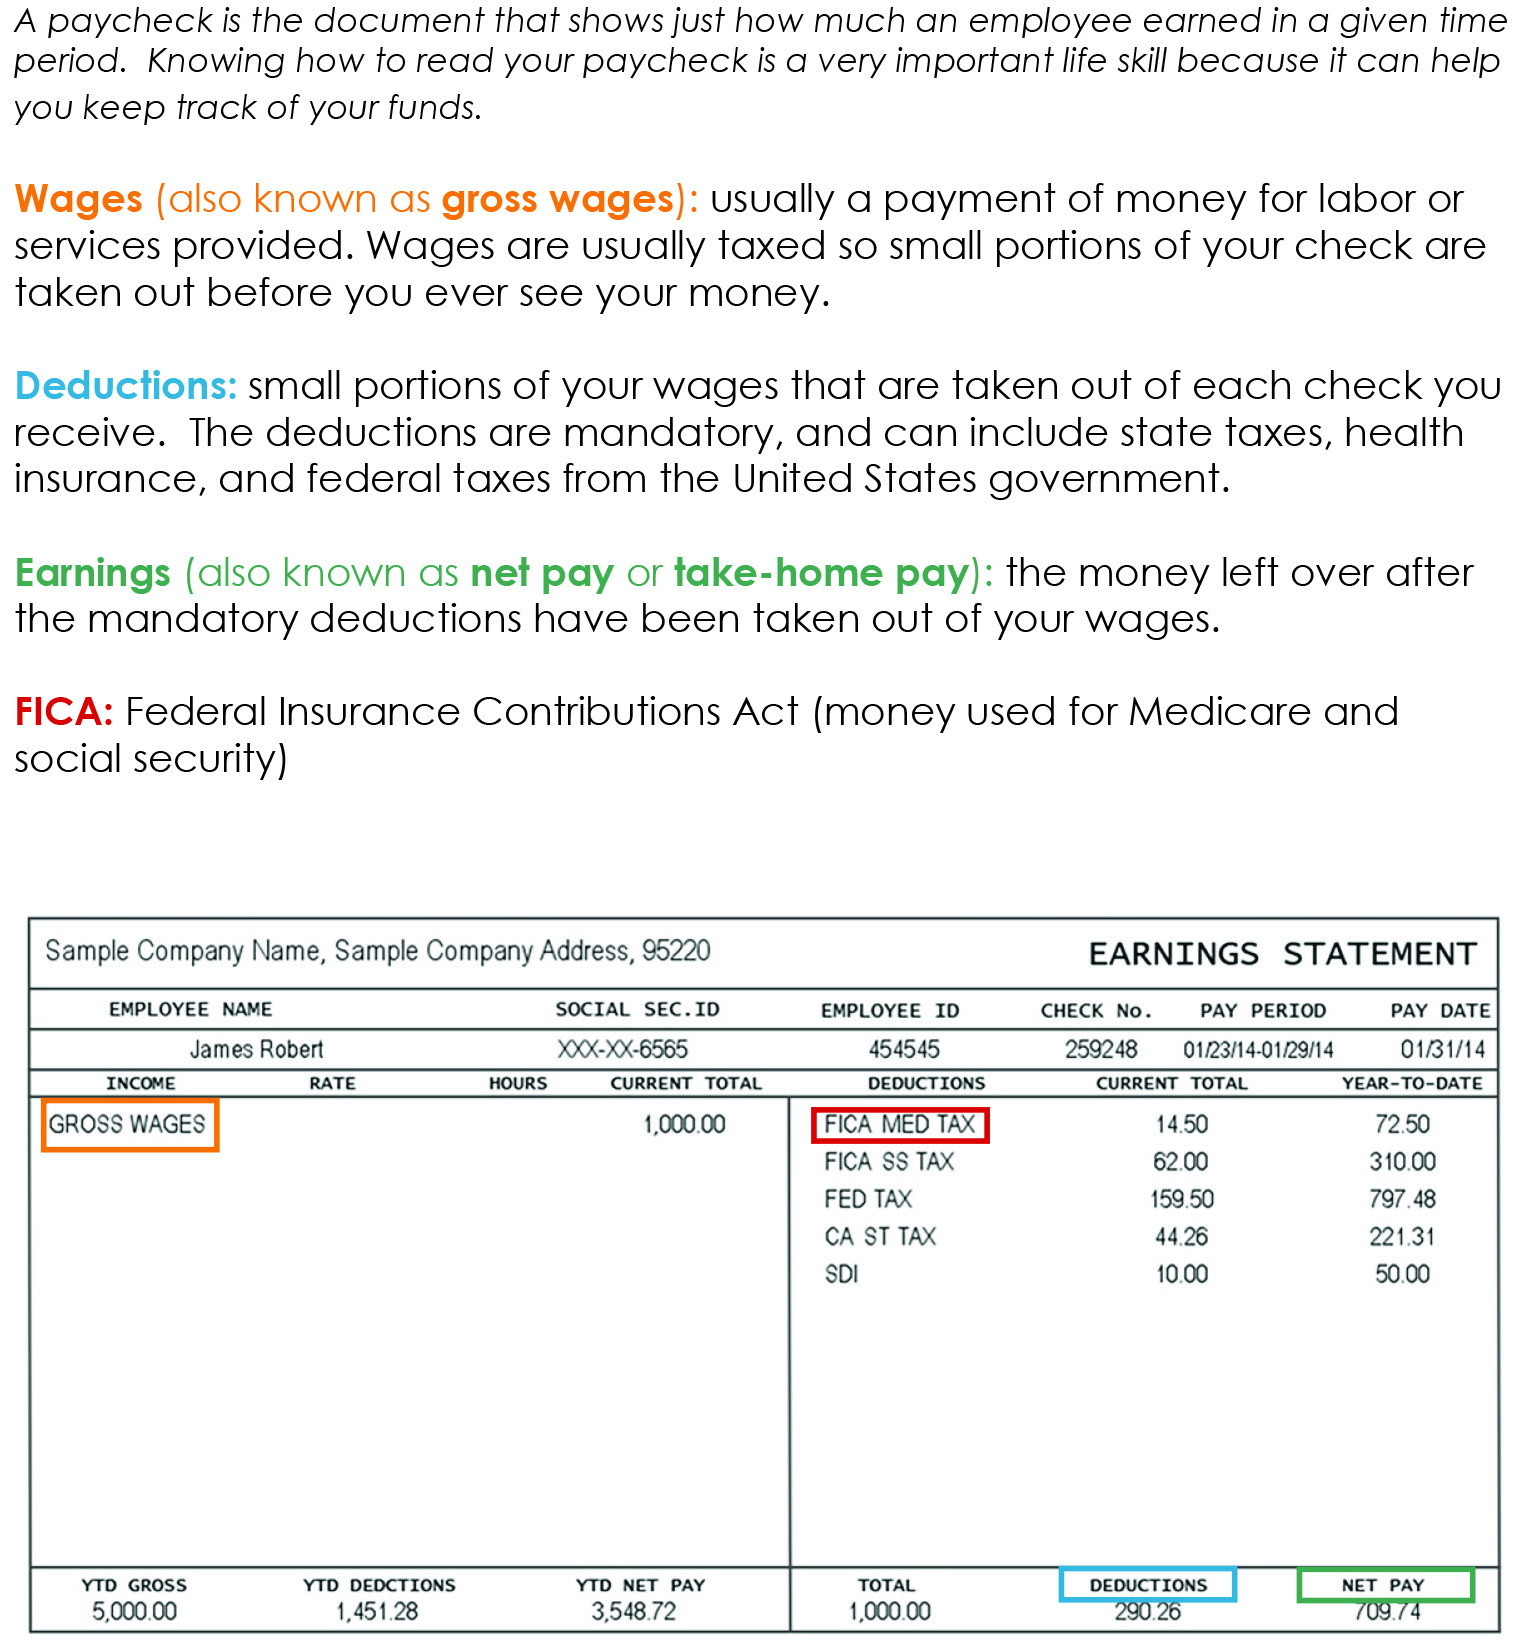 A paycheck is the document that shows just how much an employee earned in a given time
period.  Knowing how to read your paycheck is a very important life skill because it can help
you keep track of your funds.
Wages (also known as gross wages): usually a payment of money for labor or
services provided. Wages are usually taxed so small portions of your check are
taken out before you ever see your money.
Deductions: small portions of your wages that are taken out of each check you
receive.  The deductions are mandatory, and can include state taxes, health
insurance, and federal taxes from the United States government.
Earnings (also known as net pay or take-home pay): the money left over after
the mandatory deductions have been taken out of your wages.
FICA: Federal Insurance Contributions Act (money used for Medicare and
social security)
Sample Company Name, Sample Company Address, 95220 EARNINGS STATEMENT
EMPLOYEE NAME SOCIAL SEC.ID EMPLOYEE ID CHECK No. PAY PERIOD PAY DATE
James Robert XXX-XX-6565 454545 259248 01/23/14-01/29/14 01/31/14
INCOME RATE HOURS CURRENT TOTAL DEDUCTIONS CURRENT TOTAL YEAR-TO-DATE
GROSS WAGES 1,000.00 FICA MED TAX 14.50 72.50
FICA SS TAX 62.00 310.00
FED TAX 159.50 797.48
CA ST TAX 44.26 221.31
SDI 10.00 50.00
YTD GROSS YTD DEDCTIONS YTD NET PAY TOTAL DEDUCTIONS NET PAY
5,000.00 1,451.28 3,548.72 1,000.00 290.26 709.74